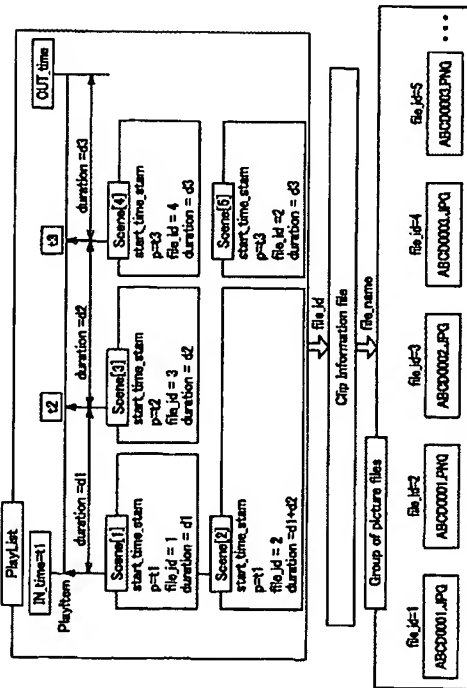 PlayList
IN_time=t1
t2
t3
OUT_time
PlayItem
duration =d1
duration =d2
duration =d3
Scene[1]
start_time_stam
p=t1
file_id = 1
duration = d1
Scene[3]
start_time_stam
p=t2
file_id = 3
duration = d2
Scene[4]
start_time_stam
p=t3
file_id = 4
duration = d3
Scene[2]
start_time_stam
p=t1
file_id = 2
duration =d1+d2
Scene[5]
start_time_stam
p=t3
file_id =2
duration = d3
file_id
Clip Information file
file_name
Group of picture files
file_id=1
file_id=2
file_id=3
file_id=4
file_id=5
ABCD0001.JPG
ABCD0001.PNG
ABCD0002.JPG
ABCD0003.JPG
ABCD0003.PNG
...